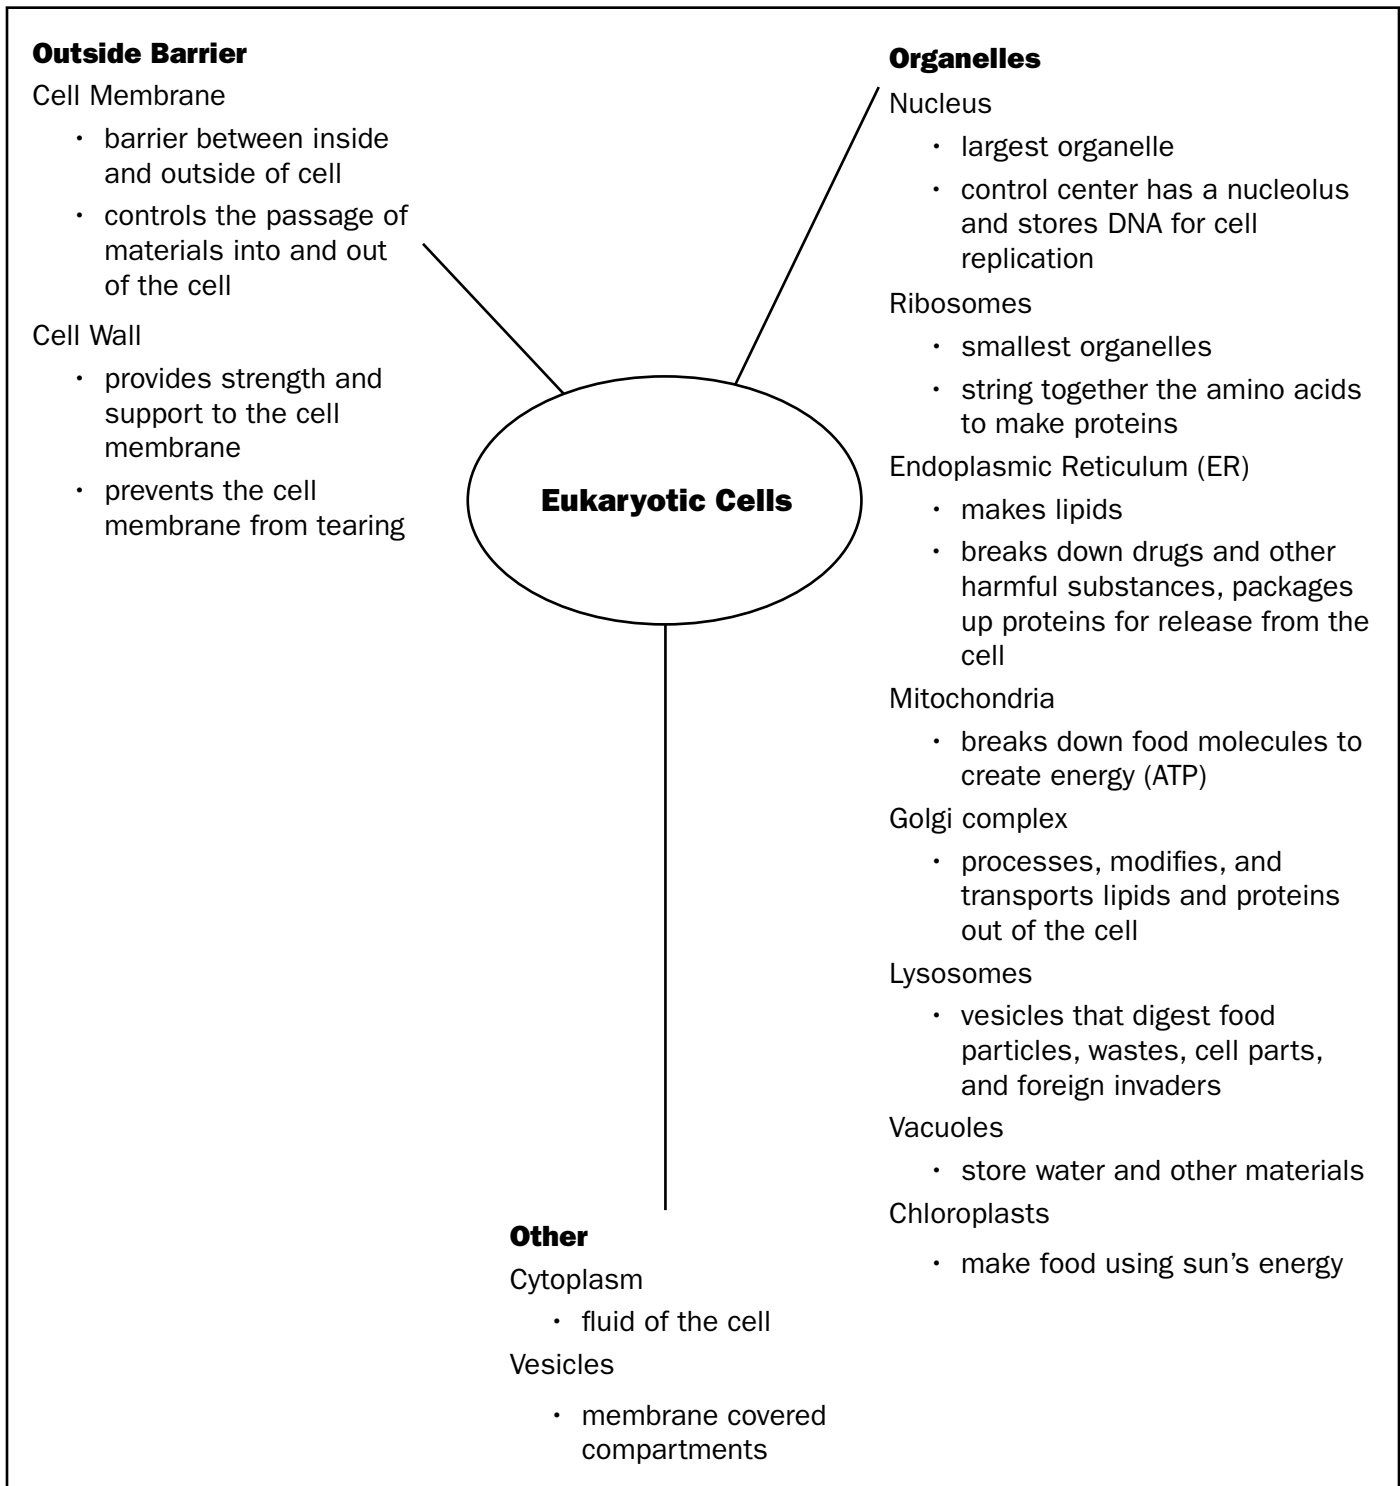 Outside Barrier
Cell Membrane
• barrier between inside
and outside of cell
• controls the passage of
materials into and out
of the cell
Cell Wall
• provides strength and
support to the cell
membrane
• prevents the cell
membrane from tearing
Eukaryotic Cells
Organelles
Nucleus
• largest organelle
• control center has a nucleolus
and stores DNA for cell
replication
Ribosomes
• smallest organelles
• string together the amino acids
to make proteins
Endoplasmic Reticulum (ER)
• makes lipids
• breaks down drugs and other
harmful substances, packages
up proteins for release from the
cell
Mitochondria
• breaks down food molecules to
create energy (ATP)
Golgi complex
• processes, modifies, and
transports lipids and proteins
out of the cell
Lysosomes
• vesicles that digest food
particles, wastes, cell parts,
and foreign invaders
Vacuoles
• store water and other materials
Chloroplasts
• make food using sun’s energy
Other
Cytoplasm
• fluid of the cell
Vesicles
• membrane covered
compartments